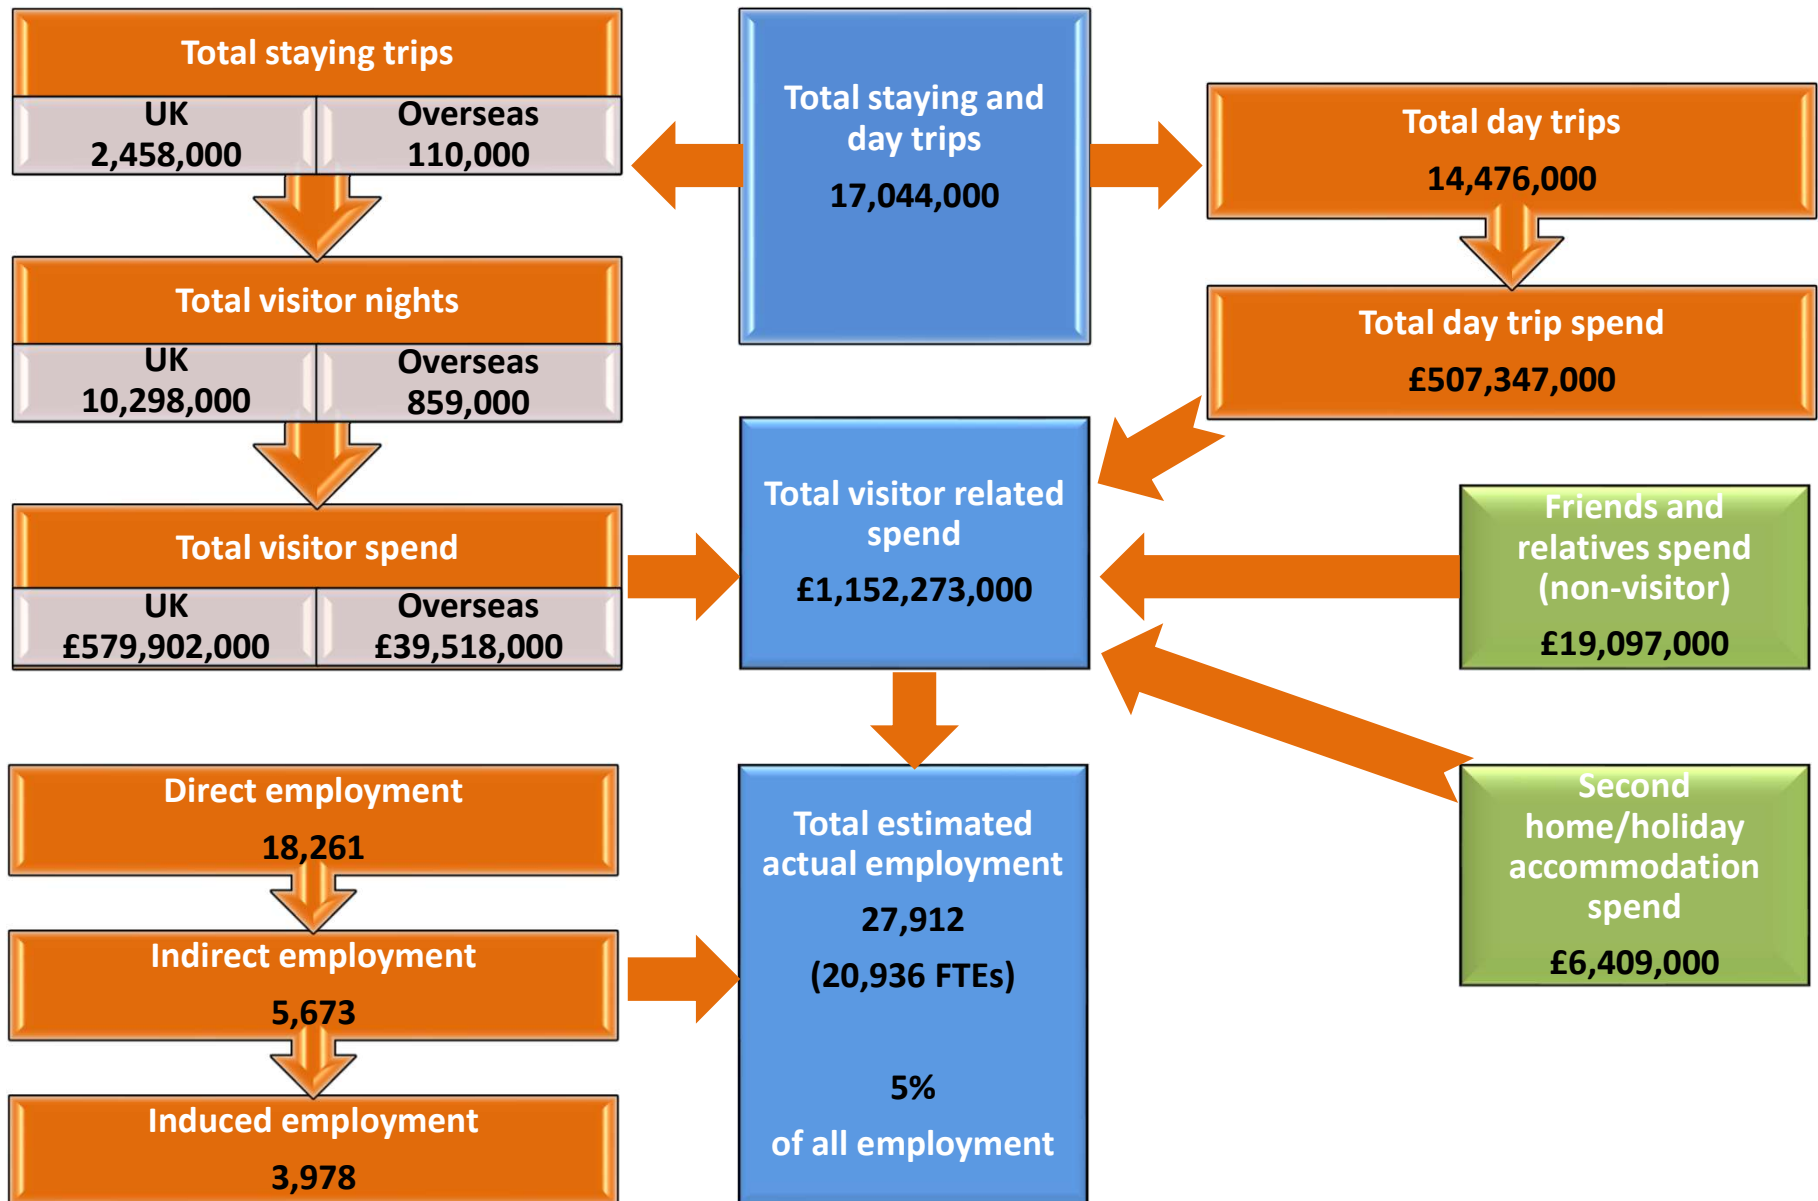 Total staying trips
UK
2,458,000
Overseas
110,000
Total staying and
day trips
17,044,000
Total day trips
14,476,000
Total visitor nights
UK
10,298,000
Overseas
859,000
Total day trip spend
£507,347,000
Total visitor spend
UK
£579,902,000
Overseas
£39,518,000
Total visitor related
spend
£1,152,273,000
Friends and
relatives spend
(non-visitor)
£19,097,000
Direct employment
18,261
Indirect employment
5,673
Induced employment
3,978
Total estimated
actual employment
27,912
(20,936 FTEs)
5%
of all employment
Second
home/holiday
accommodation
spend
£6,409,000